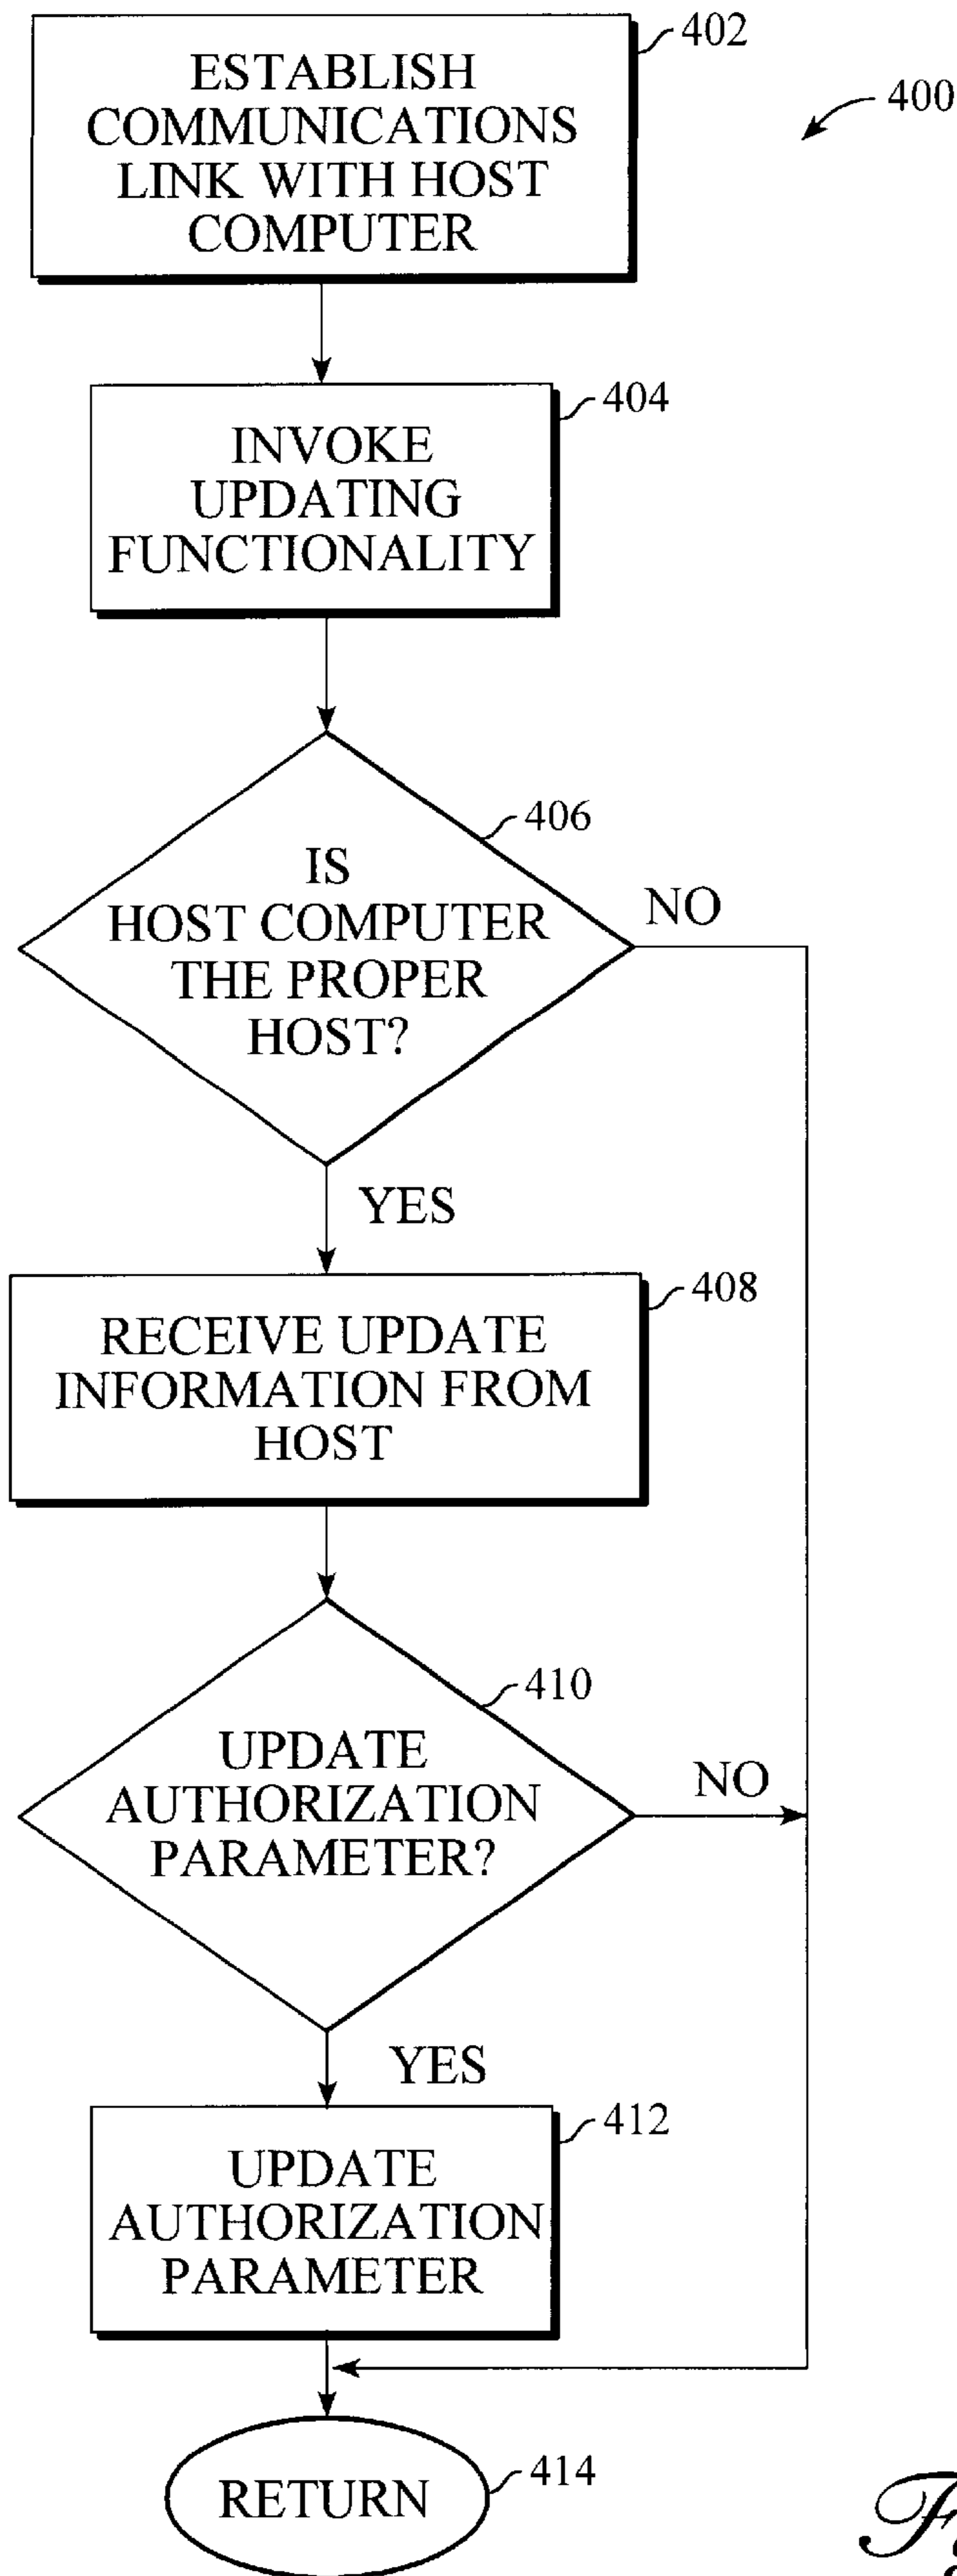 402
400
ESTABLISH
COMMUNICATIONS
LINK WITH HOST
COMPUTER
404
INVOKE
UPDATING
FUNCTIONALITY
406
IS
HOST COMPUTER
THE PROPER
HOST?
NO
YES
408
RECEIVE UPDATE
INFORMATION FROM
HOST
410
UPDATE
AUTHORIZATION
PARAMETER?
NO
YES
412
UPDATE
AUTHORIZATION
PARAMETER
RETURN
414